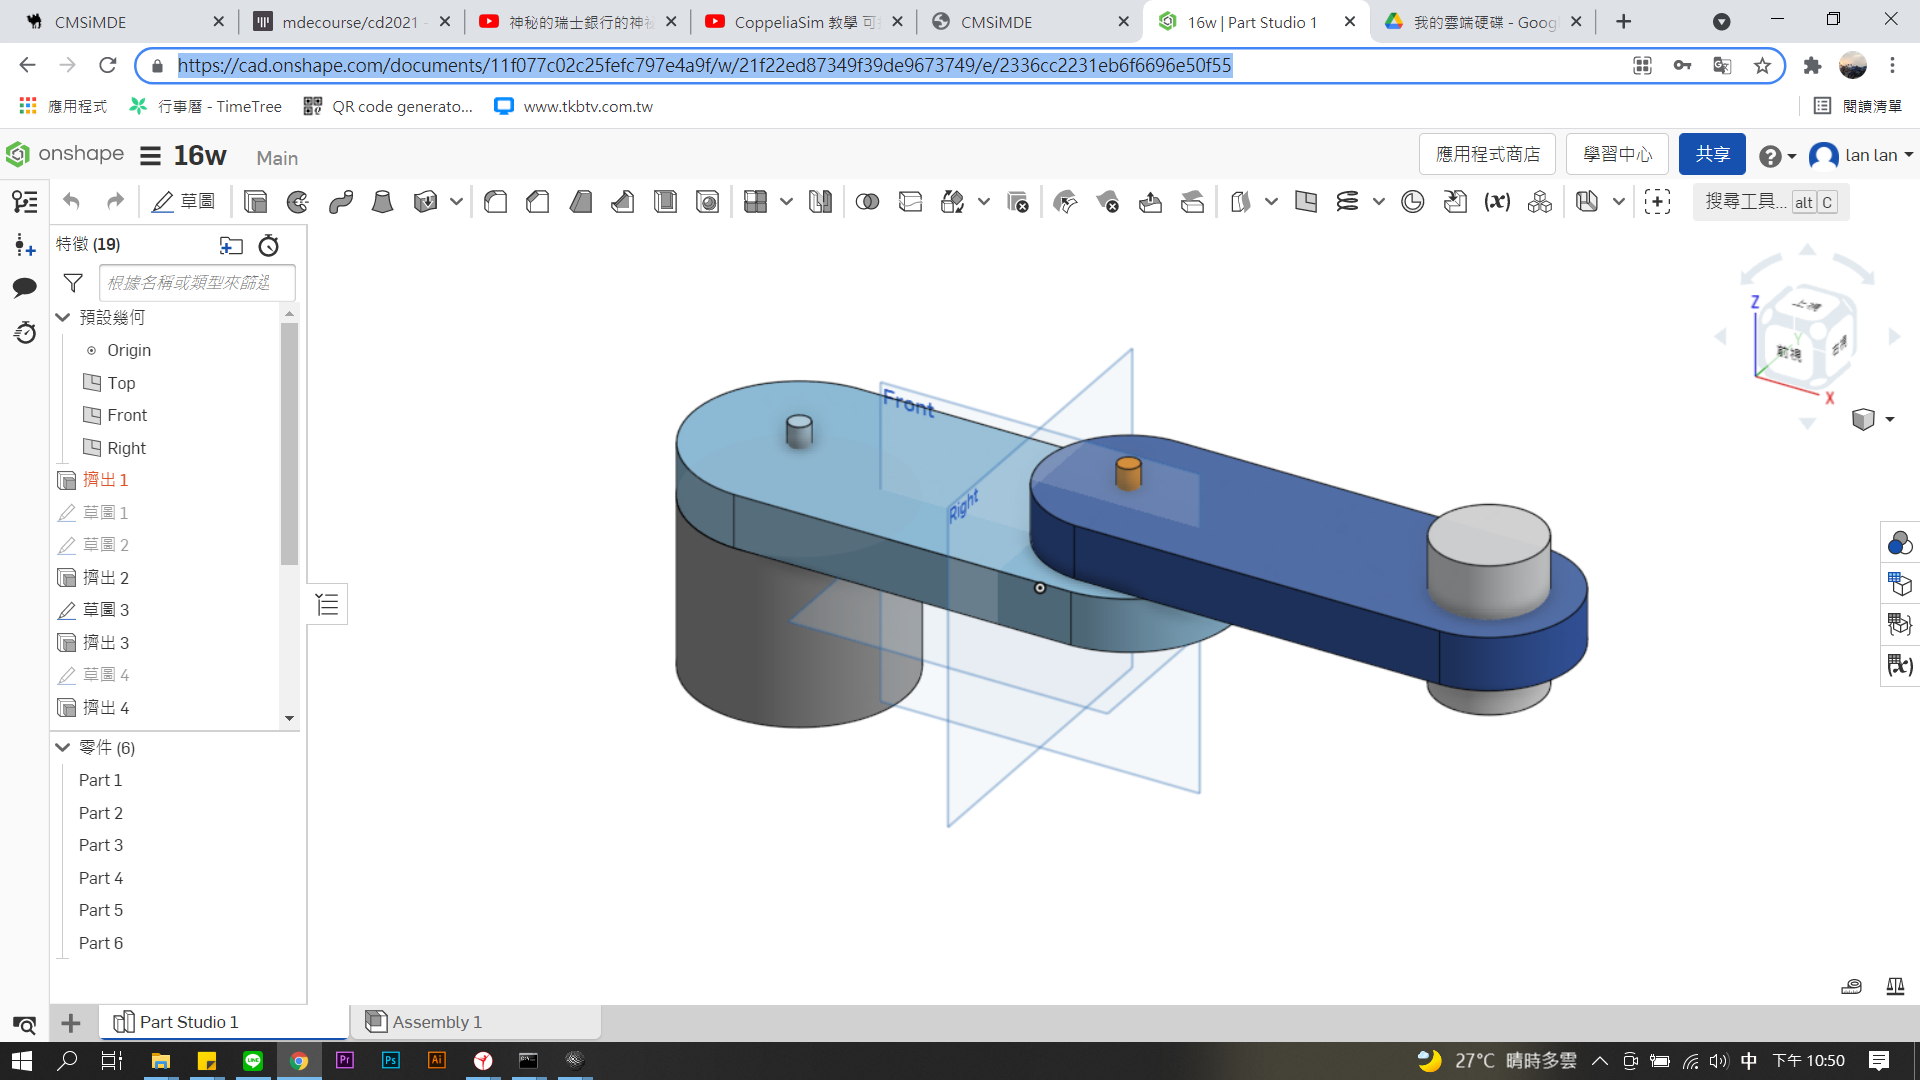 CMSiMDE
mdecourse/cd2021 -
神秘的瑞士銀行的神
CoppeliaSim 教學 可
CMSiMDE
16w | Part Studio 1
我的雲端硬碟 - Goog
https://cad.onshape.com/documents/11f077c02c25fefc797e4a9f/w/21f22ed87349f39de9673749/e/2336cc2231eb6f6696e50f55
應用程式
行事曆 - TimeTree
QR code generato...
www.tkbtv.com.tw
閱讀清單
onshape
16w
Main
應用程式商店
學習中心
共享
lan lan
草圖
搜尋工具... alt C
特徵 (19)
根據名稱或類型來篩選
預設幾何
Origin
Top
Front
Right
擠出 1
草圖 1
草圖 2
擠出 2
草圖 3
擠出 3
草圖 4
擠出 4
零件 (6)
Part 1
Part 2
Part 3
Part 4
Part 5
Part 6
Front
Right
Z
上視
Y
前視
右視
X
(x)
(x)
Part Studio 1
Assembly 1
Pr
Ps
Ai
LINE
27°C 晴時多雲
中
下午 10:50